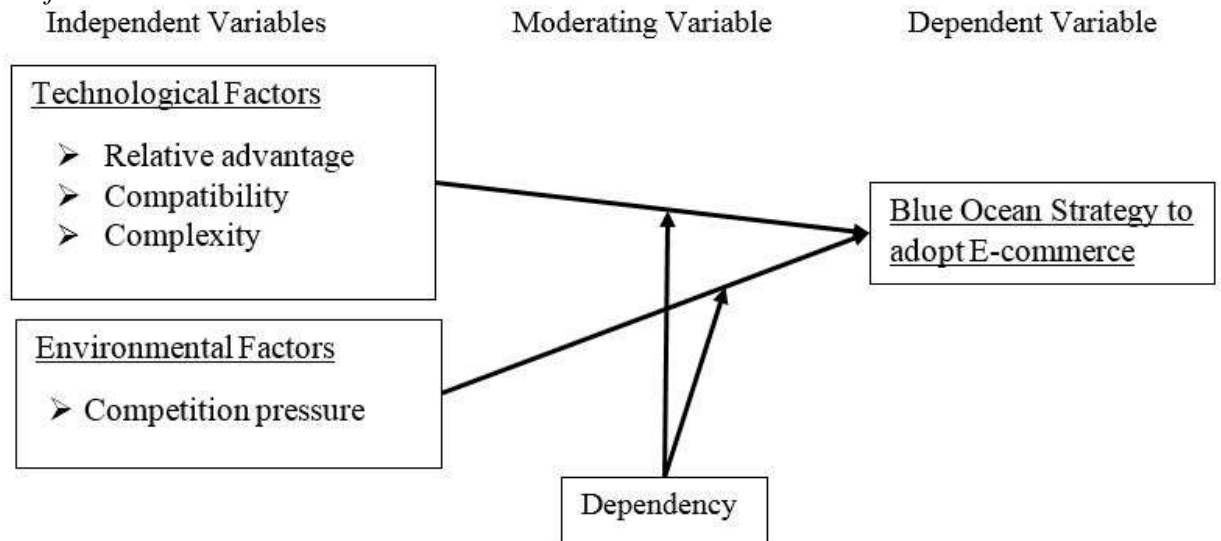 Independent Variables
Moderating Variable
Dependent Variable
Technological Factors
➢ Relative advantage
➢ Compatibility
➢ Complexity
Environmental Factors
➢ Competition pressure
Blue Ocean Strategy to
adopt E-commerce
Dependency